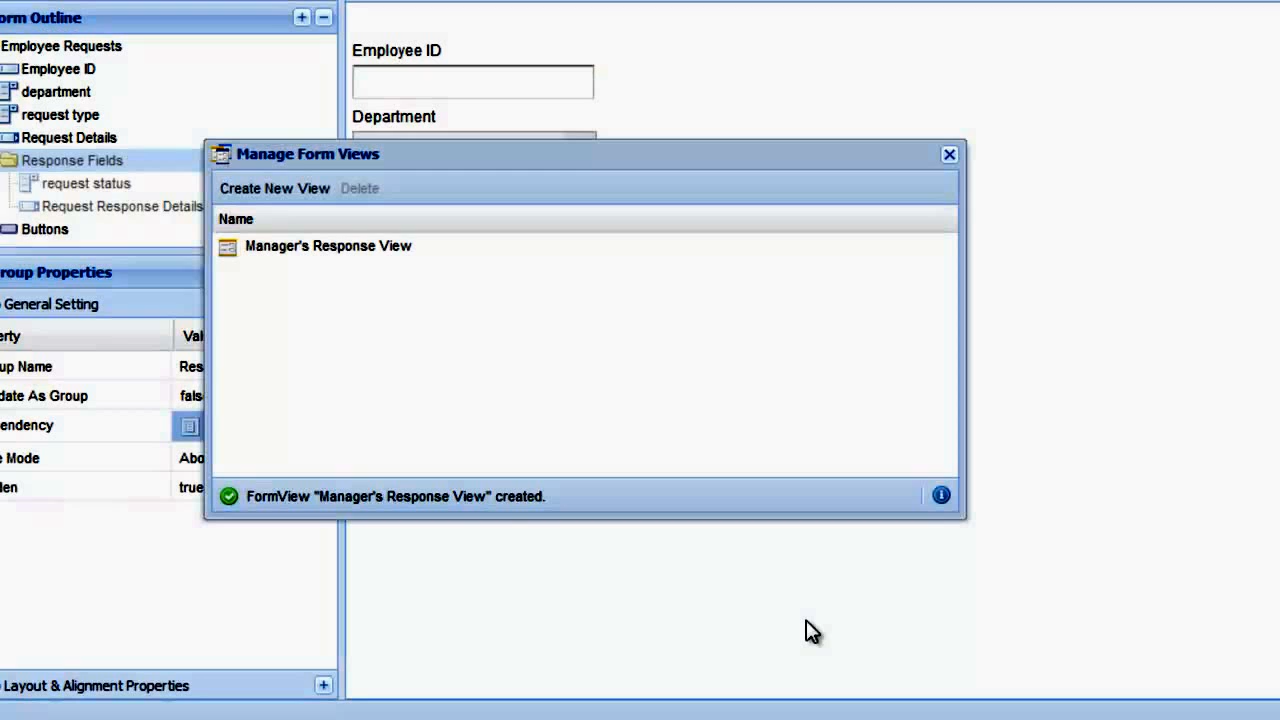 orm Outline
Employee Requests
Employee ID
department
request type
Request Details
Response Fields
request status
Request Response Details
Buttons
roup Properties
General Setting
erty Val
up Name Res
date As Group fals
endency
e Mode Abo
len true
Layout & Alignment Properties
Employee ID
Department
Manage Form Views
Create New View Delete
Name
Manager's Response View
FormView "Manager's Response View" created.